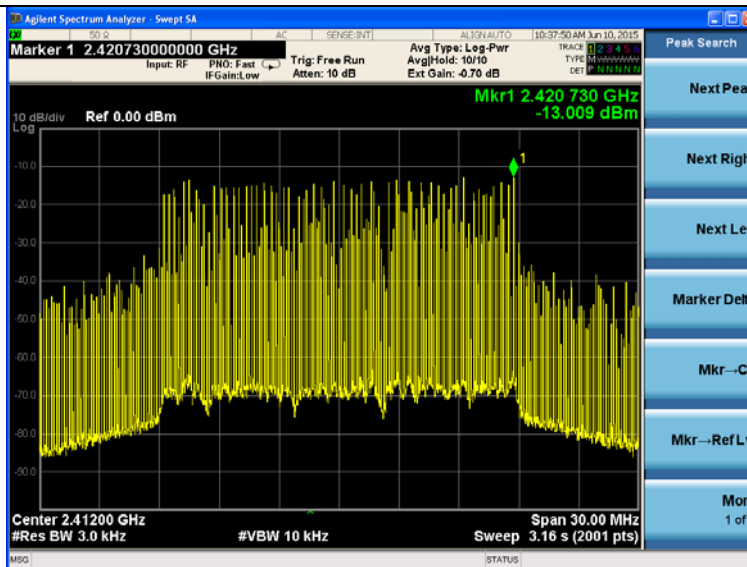 Agilent Spectrum Analyzer - Swept SA
50 Ω AC SENSE:INT ALIGNAUTO 10:37:50 AM Jun 10, 2015
Marker 1 2.420730000000 GHz
Input: RF PNO: Fast Trig: Free Run Avg Type: Log-Pwr TRACE 1 2 3 4 5 6
IFGain:Low Atten: 10 dB Avg|Hold: 10/10 TYPE M
Ext Gain: -0.70 dB DET P N N N N N
Peak Search
Mkr1 2.420 730 GHz
-13.009 dBm
10 dB/div Ref 0.00 dBm
Log
1
-10.0
-20.0
-30.0
-40.0
-50.0
-60.0
-70.0
-80.0
-90.0
Center 2.41200 GHz Span 30.00 MHz
#Res BW 3.0 kHz #VBW 10 kHz Sweep 3.16 s (2001 pts)
MSG STATUS
Next Pea
Next Righ
Next Le
Marker Delt
Mkr→C
Mkr→Ref Lv
Mor
1 of